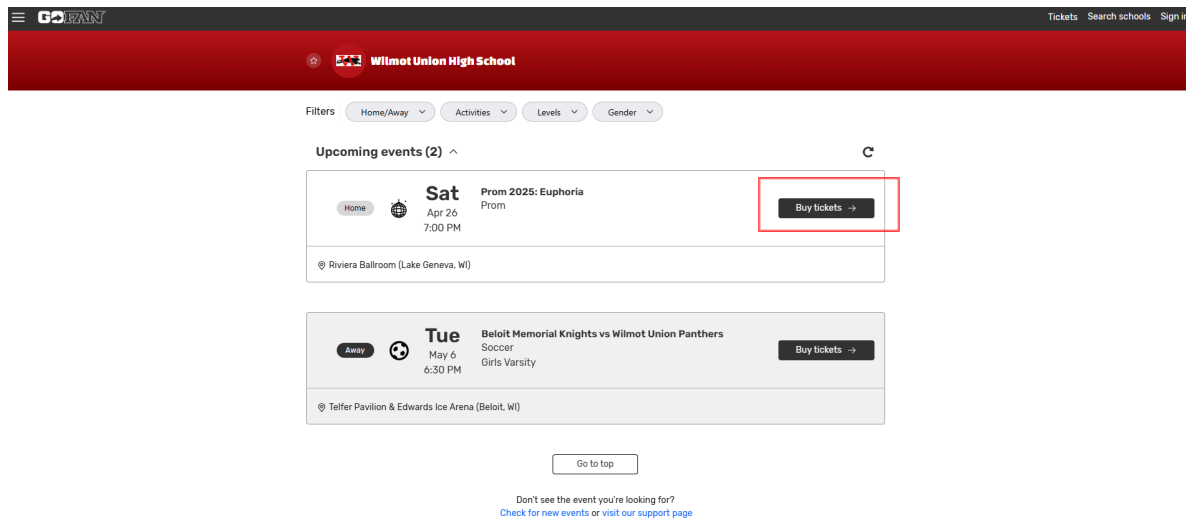 GOFAN
Tickets Search schools Sign in
Wilmot Union High School
Filters Home/Away Activities Levels Gender
Upcoming events (2)
Home
Sat
Apr 26
7:00 PM
Prom 2025: Euphoria
Prom
Buy tickets →
Riviera Ballroom (Lake Geneva, WI)
Away
Tue
May 6
6:30 PM
Beloit Memorial Knights vs Wilmot Union Panthers
Soccer
Girls Varsity
Buy tickets →
Telfer Pavilion & Edwards Ice Arena (Beloit, WI)
Go to top
Don't see the event you're looking for?
Check for new events or visit our support page